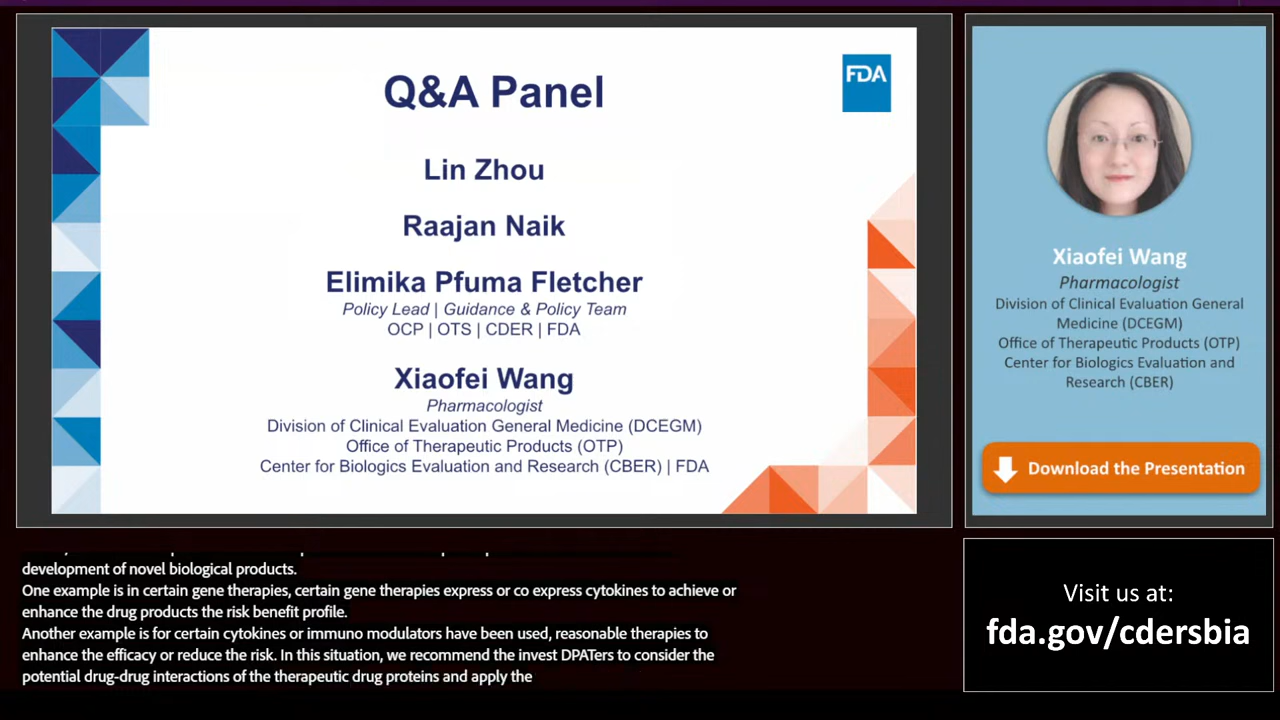 Q&A Panel
FDA
Lin Zhou
Raajan Naik
Elimika Pfuma Fletcher
Policy Lead | Guidance & Policy Team
OCP | OTS | CDER | FDA
Xiaofei Wang
Pharmacologist
Division of Clinical Evaluation General Medicine (DCEGM)
Office of Therapeutic Products (OTP)
Center for Biologics Evaluation and Research (CBER) | FDA
Xiaofei Wang
Pharmacologist
Division of Clinical Evaluation General
Medicine (DCEGM)
Office of Therapeutic Products (OTP)
Center for Biologics Evaluation and
Research (CBER)
Download the Presentation
development of novel biological products.
One example is in certain gene therapies, certain gene therapies express or co express cytokines to achieve or
enhance the drug products the risk benefit profile.
Another example is for certain cytokines or immuno modulators have been used, reasonable therapies to
enhance the efficacy or reduce the risk. In this situation, we recommend the invest DPATers to consider the
potential drug-drug interactions of the therapeutic drug proteins and apply the
Visit us at:
fda.gov/cdersbia